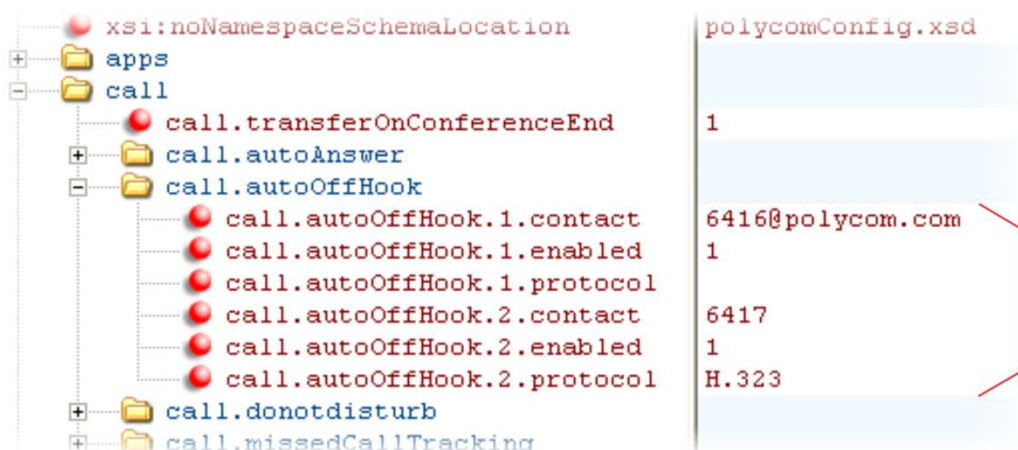 xsi:noNamespaceSchemaLocation polycomConfig.xsd
apps
call
call.transferOnConferenceEnd 1
call.autoAnswer
call.autoOffHook
call.autoOffHook.1.contact 6416@polycom.com
call.autoOffHook.1.enabled 1
call.autoOffHook.1.protocol
call.autoOffHook.2.contact 6417
call.autoOffHook.2.enabled 1
call.autoOffHook.2.protocol H.323
call.donotdisturb
call.missedCallTracking